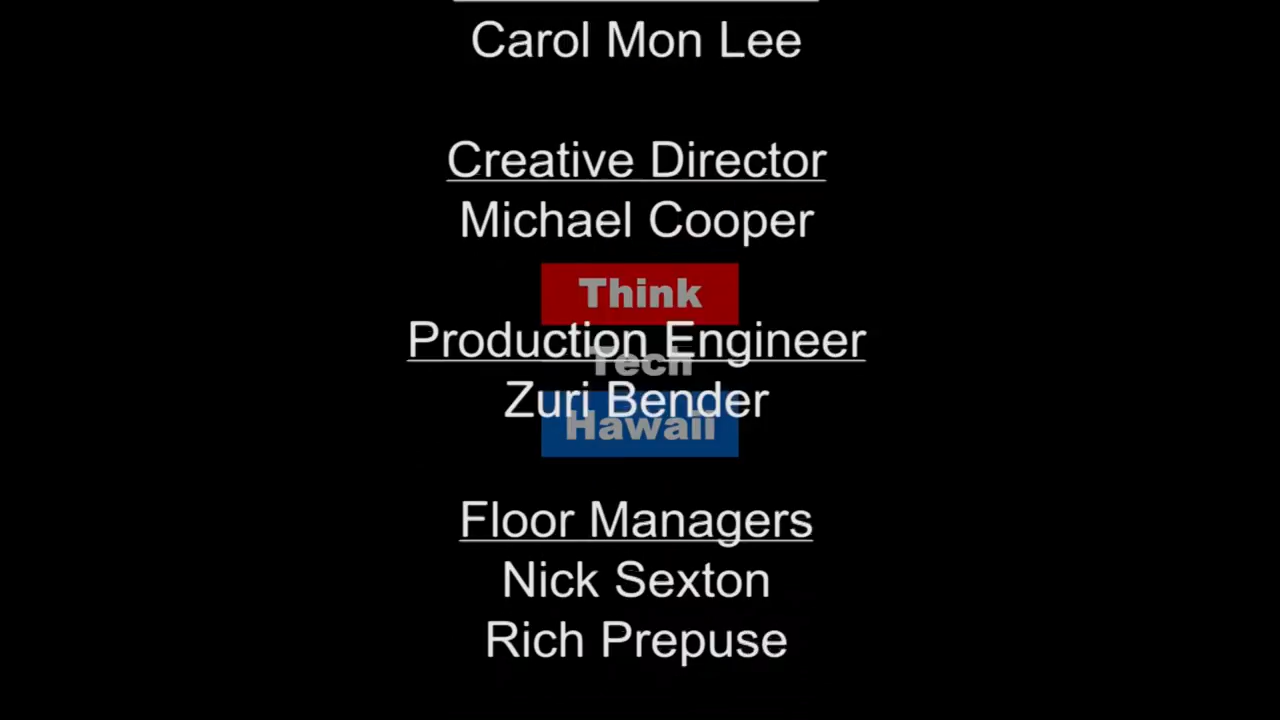 Carol Mon Lee
Creative Director
Michael Cooper
Think
Production Engineer
Tech
Zuri Bender
Hawaii
Floor Managers
Nick Sexton
Rich Prepuse